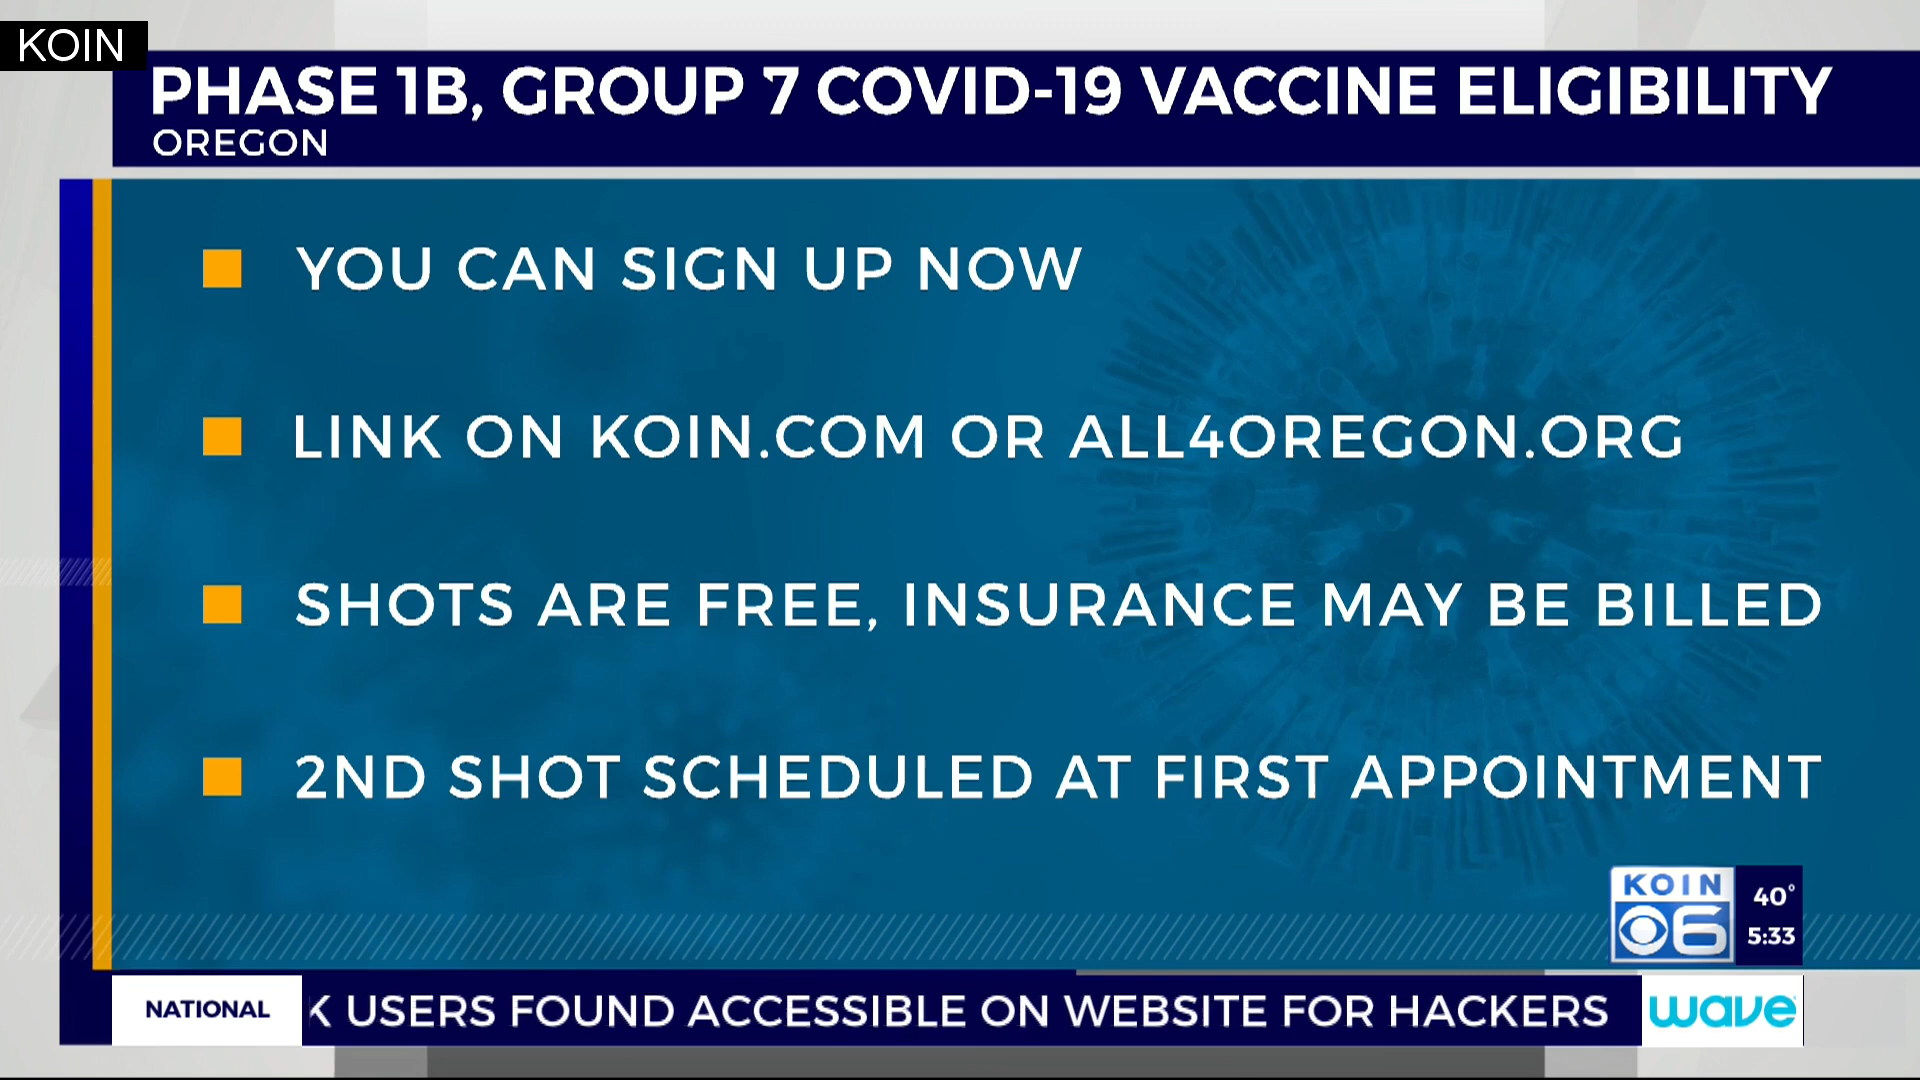 KOIN
PHASE 1B, GROUP 7 COVID-19 VACCINE ELIGIBILITY
OREGON
YOU CAN SIGN UP NOW
LINK ON KOIN.COM OR ALL4OREGON.ORG
SHOTS ARE FREE, INSURANCE MAY BE BILLED
2ND SHOT SCHEDULED AT FIRST APPOINTMENT
KOIN
6
40°
5:33
NATIONAL
K USERS FOUND ACCESSIBLE ON WEBSITE FOR HACKERS
wave